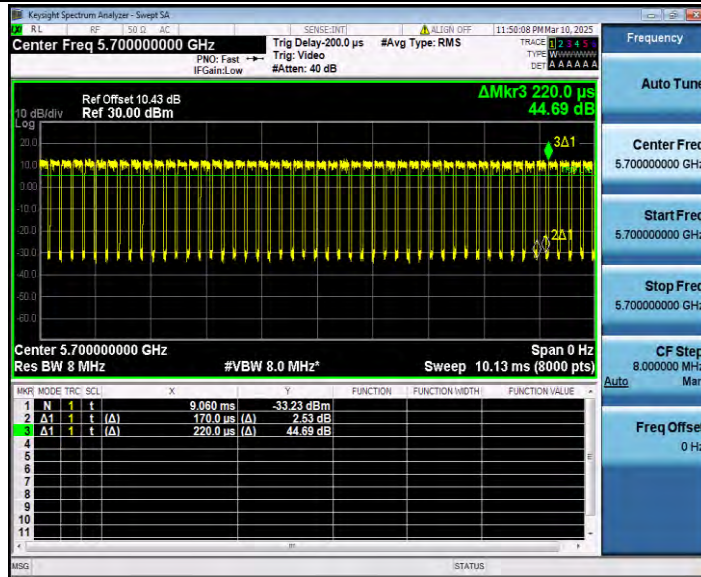 Keysight Spectrum Analyzer - Swept SA
RL RF 50 Ω AC SENSE:INT ALIGN OFF 11:50:08 PM Mar 10, 2025
Center Freq 5.700000000 GHz Trig Delay-200.0 µs #Avg Type: RMS TRACE 1 2 3 4 5 6
PNO: Fast Trig: Video TYPE W
IFGain:Low #Atten: 40 dB DET A A A A A A
Frequency
Auto Tune
Center Freq
5.700000000 GHz
Start Freq
5.700000000 GHz
Stop Freq
5.700000000 GHz
CF Step
8.000000 MHz
Auto Man
Freq Offset
0 Hz
ΔMkr3 220.0 µs
44.69 dB
Ref Offset 10.43 dB
10 dB/div Ref 30.00 dBm
Log
20.0
10.0
0.00
-10.0
-20.0
-30.0
-40.0
-50.0
-60.0
3Δ1
2Δ1
Center 5.700000000 GHz Span 0 Hz
Res BW 8 MHz #VBW 8.0 MHz* Sweep 10.13 ms (8000 pts)
MKR MODE TRC SCL X Y FUNCTION FUNCTION WIDTH FUNCTION VALUE
1 N 1 t 9.060 ms -33.23 dBm
2 Δ1 1 t (Δ) 170.0 µs (Δ) 2.53 dB
3 Δ1 1 t (Δ) 220.0 µs (Δ) 44.69 dB
4
5
6
7
8
9
10
11
MSG STATUS